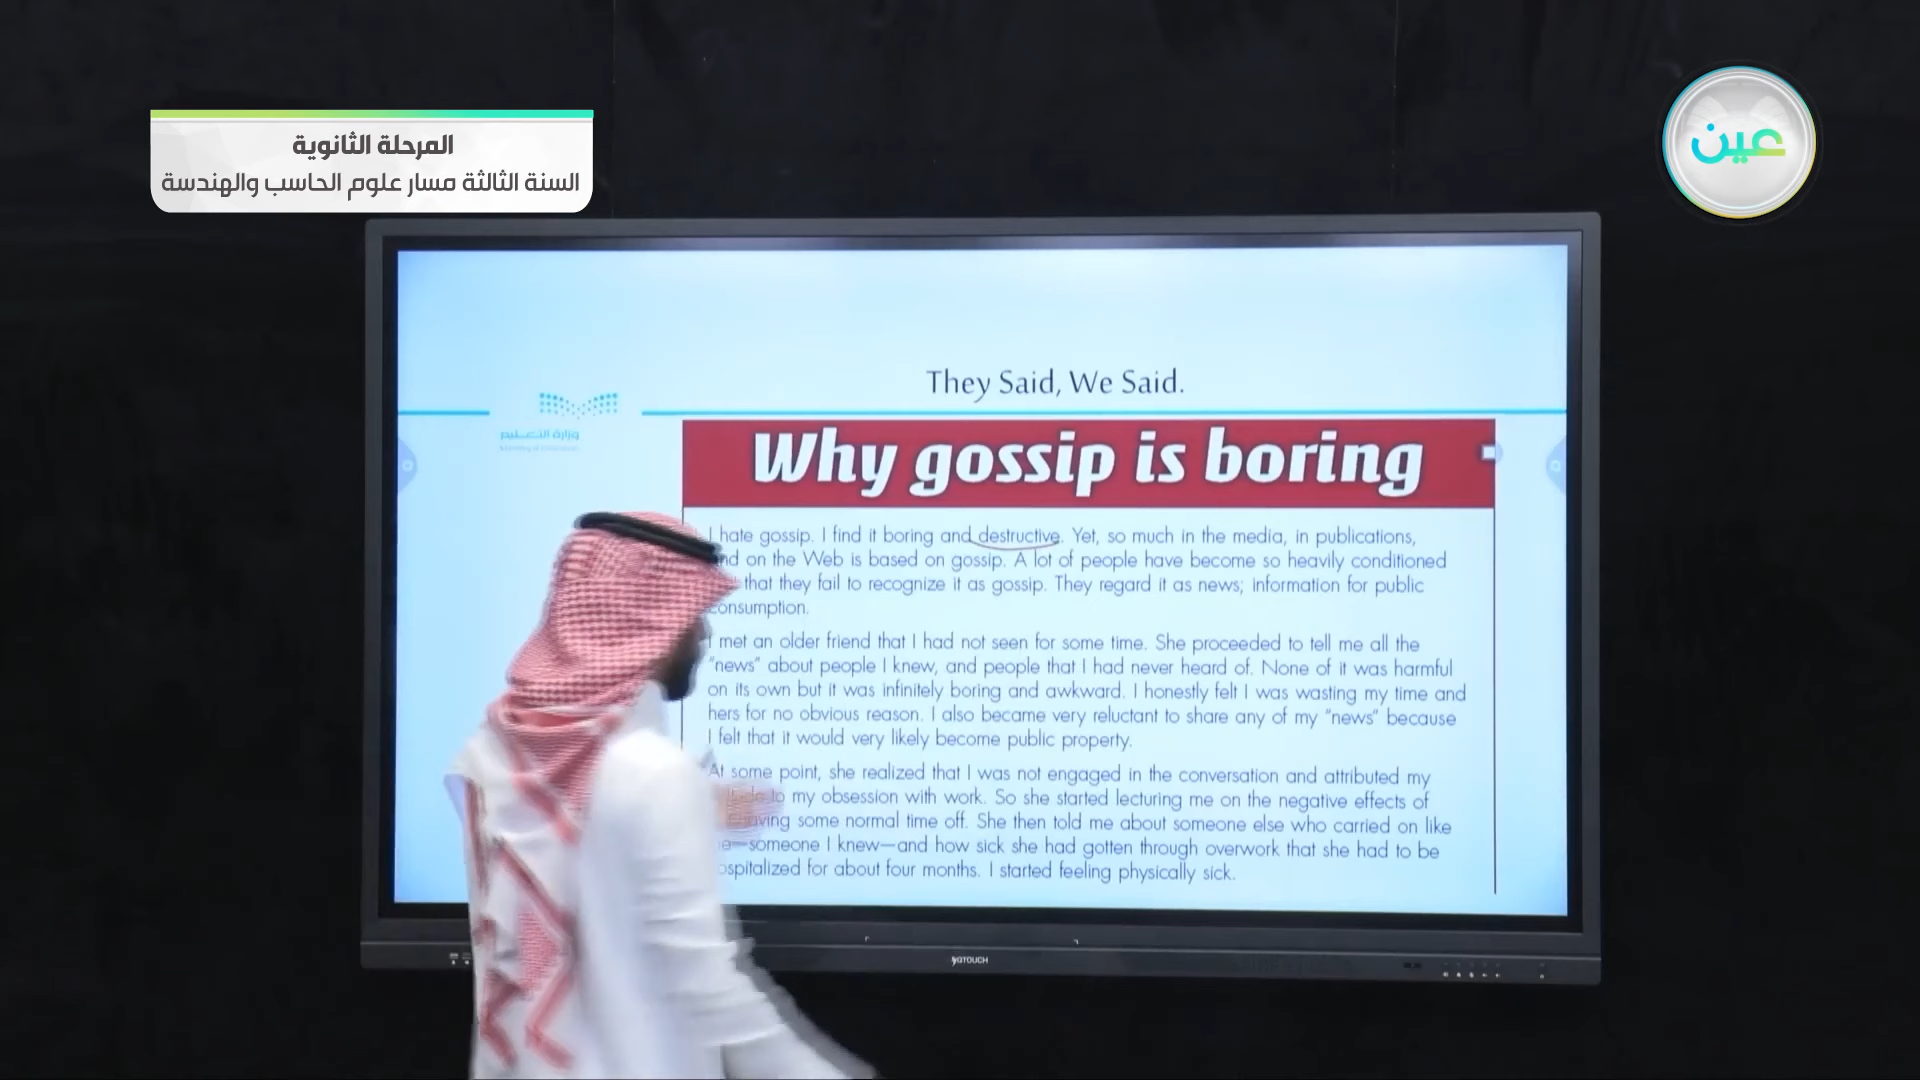 المرحلة الثانوية
السنة الثالثة مسار علوم الحاسب والهندسة
عين
They Said, We Said.
وزارة التعليم
Why gossip is boring
I hate gossip. I find it boring and destructive. Yet, so much in the media, in publications,
and on the Web is based on gossip. A lot of people have become so heavily conditioned
that they fail to recognize it as gossip. They regard it as news; information for public
consumption.
I met an older friend that I had not seen for some time. She proceeded to tell me all the
"news" about people I knew, and people that I had never heard of. None of it was harmful
on its own but it was infinitely boring and awkward. I honestly felt I was wasting my time and
hers for no obvious reason. I also became very reluctant to share any of my "news" because
I felt that it would very likely become public property.
At some point, she realized that I was not engaged in the conversation and attributed my
to my obsession with work. So she started lecturing me on the negative effects of
having some normal time off. She then told me about someone else who carried on like
me—someone I knew—and how sick she had gotten through overwork that she had to be
hospitalized for about four months. I started feeling physically sick.
TOUCH